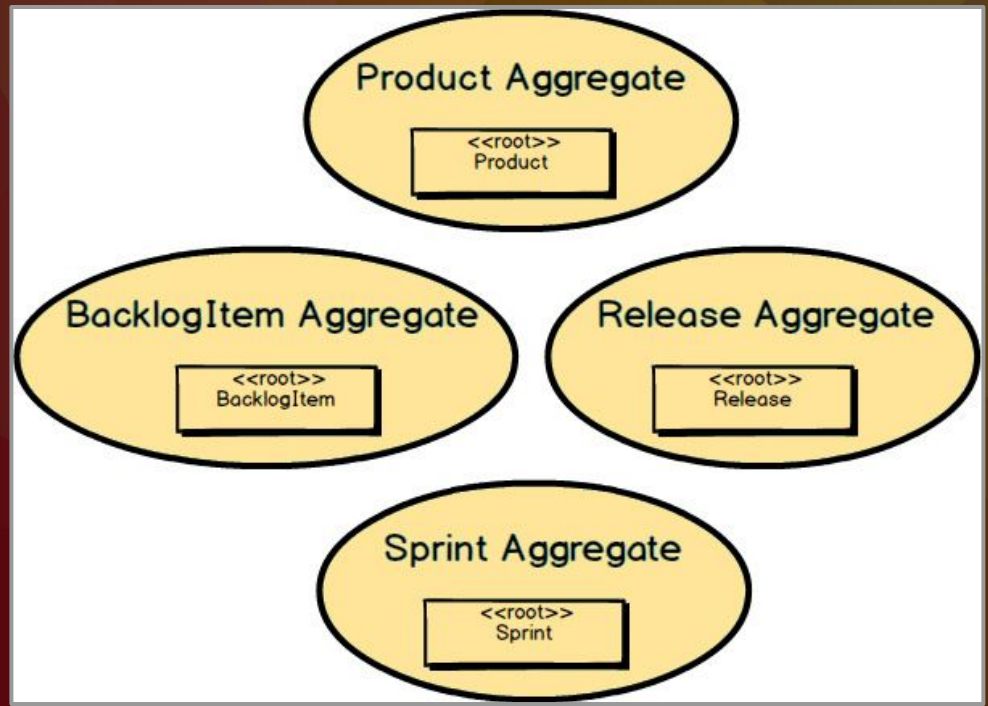 Product Aggregate
<<root>>
Product
BacklogItem Aggregate
<<root>>
BacklogItem
Release Aggregate
<<root>>
Release
Sprint Aggregate
<<root>>
Sprint